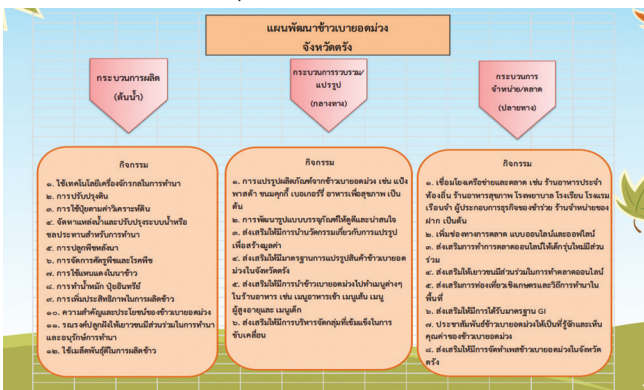 แผนพัฒนาข้าวเบายอดม่วง
จังหวัดตรัง
กระบวนการผลิต
(ต้นน้ำ)
กิจกรรม
๑. ใช้เทคโนโลยีเครื่องจักรกลในการทำนา
๒. การปรับปรุงดิน
๓. การใช้ปุ๋ยตามค่าวิเคราะห์ดิน
๔. จัดหาแหล่งน้ำและปรับปรุงระบบน้ำหรือ
ชลประทานสำหรับการทำนา
๕. การปลูกพืชหลังนา
๖. การจัดการศัตรูพืชและโรคพืช
๗. การใช้แหนแดงในนาข้าว
๘. การทำน้ำหมัก ปุ๋ยอินทรีย์
๙. การเพิ่มประสิทธิภาพในการผลิตข้าว
๑๐. ความสำคัญและประโยชน์ของข้าวเบายอดม่วง
๑๑. รณรงค์ปลูกฝังให้เยาวชนมีส่วนร่วมในการทำนา
และอนุรักษ์การทำนา
๑๒. ใช้เมล็ดพันธุ์ดีในการผลิตข้าว
กระบวนการรวบรวม/
แปรรูป
(กลางทาง)
กิจกรรม
๑. การแปรรูปผลิตภัณฑ์จากข้าวเบายอดม่วง เช่น แป้ง
พาสต้า ขนมคุกกี้ เบอเกอร์รี่ อาหารเพื่อสุขภาพ เป็น
ต้น
๒. การพัฒนารูปแบบบรรจุภัณฑ์ให้ดูดีและน่าสนใจ
๓. ส่งเสริมให้มีการนำนวัตกรรมเกี่ยวกับการแปรรูป
เพื่อสร้างมูลค่า
๔. ส่งเสริมให้มีมาตรฐานการแปรรูปสินค้าข้าวเบายอด
ม่วงในจังหวัดตรัง
๕. ส่งเสริมให้มีการนำข้าวเบายอดม่วงไปทำเมนูต่างๆ
ในร้านอาหาร เช่น เมนูอาหารเช้า เมนูเส้น เมนู
ผู้สูงอายุและ เมนูเด็ก
๖. ส่งเสริมให้มีการบริหารจัดกลุ่มที่เข้มแข็งในการ
ขับเคลื่อน
กระบวนการ
จำหน่าย/ตลาด
(ปลายทาง)
กิจกรรม
๑. เชื่อมโยงเครือข่ายและตลาด เช่น ร้านอาหารประจำ
ท้องถิ่น ร้านอาหารสุขภาพ โรงพยาบาล โรงเรียน โรงแรม
เรือนจำ ผู้ประกอบการธุรกิจของชำร่วย ร้านจำหน่ายของ
ฝาก เป็นต้น
๒. เพิ่มช่องทางการตลาด แบบออนไลน์และออฟไลน์
๓. ส่งเสริมการทำการตลาดออนไลน์ให้เด็กรุ่นใหม่มีส่วน
ร่วม
๔. ส่งเสริมให้เยาวชนมีส่วนร่วมในการทำตลาดออนไลน์
๕. ส่งเสริมการท่องเที่ยวเชิงเกษตรและวิถีการทำนาใน
พื้นที่
๖. ส่งเสริมให้มีการได้รับมาตรฐาน GI
๗. ประชาสัมพันธ์ข้าวเบายอดม่วงให้เป็นที่รู้จักและเห็น
คุณค่าของข้าวเบายอดม่วง
๘. ส่งเสริมให้มีการจัดทำเพสข้าวเบายอดม่วงในจังหวัด
ตรัง